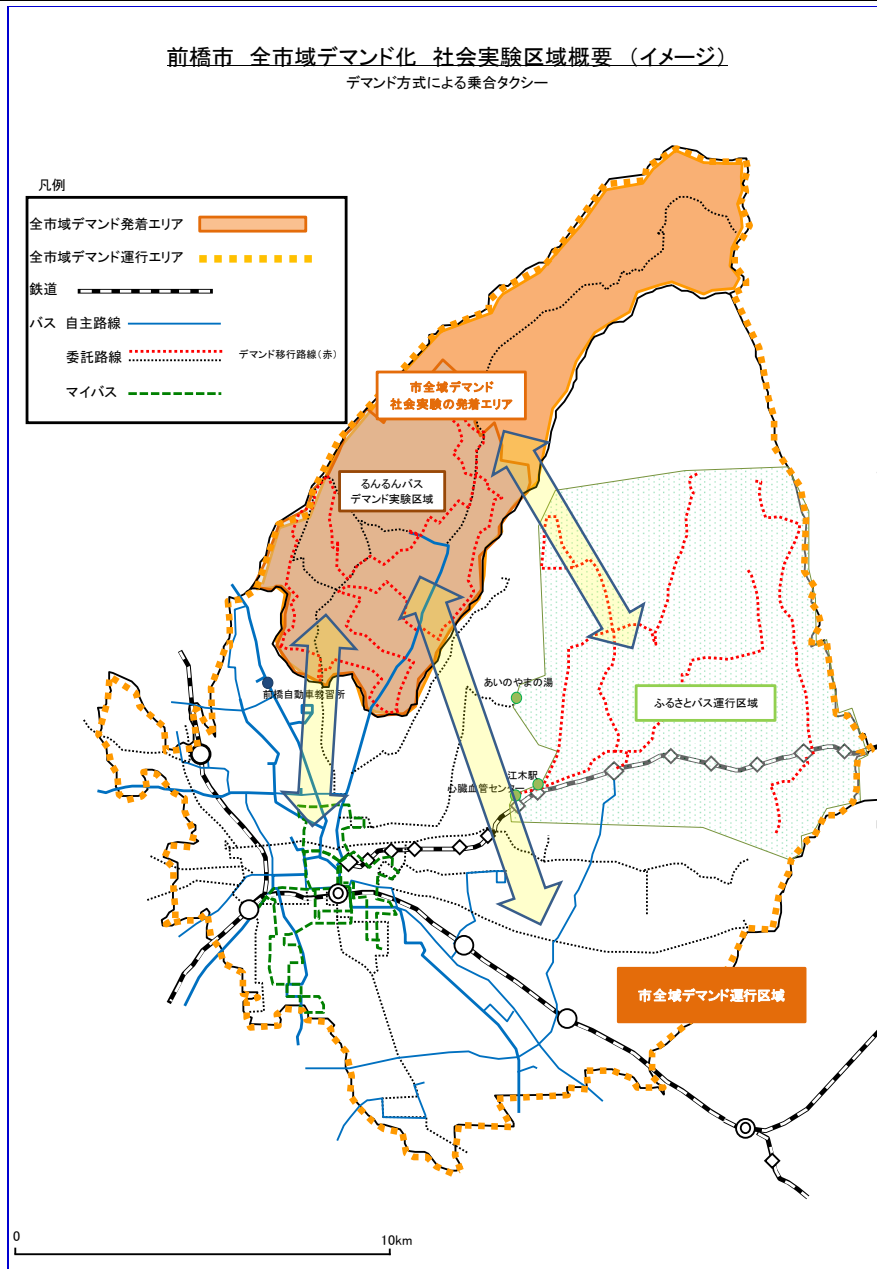 前橋市　全市域デマンド化　社会実験区域概要　（イメージ）
デマンド方式による乗合タクシー
凡例
全市域デマンド発着エリア
全市域デマンド運行エリア
鉄道
バス　自主路線
委託路線
デマンド移行路線(赤)
マイバス
市全域デマンド
社会実験の発着エリア
るんるんバス
デマンド実験区域
あいのやまの湯
前橋自動車教習所
ふるさとバス運行区域
江木駅
心臓血管センター
市全域デマンド運行区域
0
10km